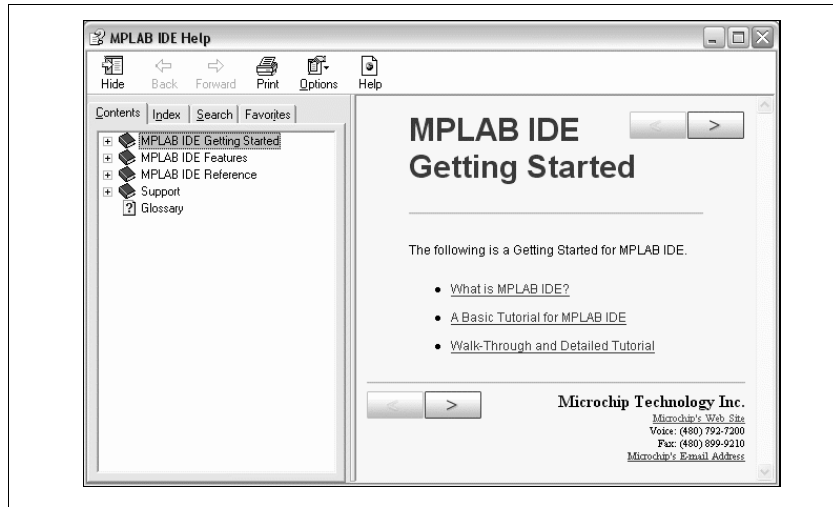 MPLAB IDE Help
Hide Back Forward Print Options Help
Contents Index Search Favorites
MPLAB IDE Getting Started
MPLAB IDE Features
MPLAB IDE Reference
Support
Glossary
MPLAB IDE
Getting Started
< >
The following is a Getting Started for MPLAB IDE.
• What is MPLAB IDE?
• A Basic Tutorial for MPLAB IDE
• Walk-Through and Detailed Tutorial
< >
Microchip Technology Inc.
Microchip's Web Site
Voice: (480) 792-7200
Fax: (480) 899-9210
Microchip's E-mail Address